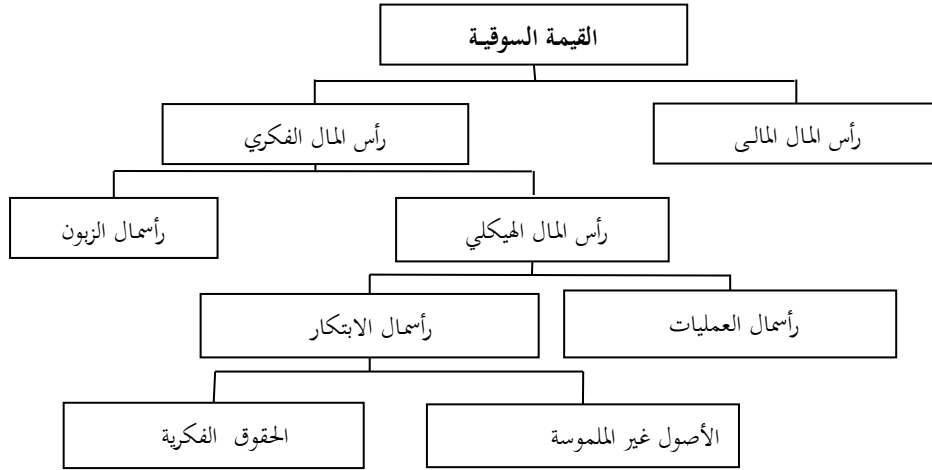 القيمة السوقية
رأس المال المالى
رأس المال الفكري
رأس المال الهيكلي
رأسمال الزبون
رأسمال العمليات
رأسمال الابتكار
الأصول غير الملموسة
الحقوق الفكرية